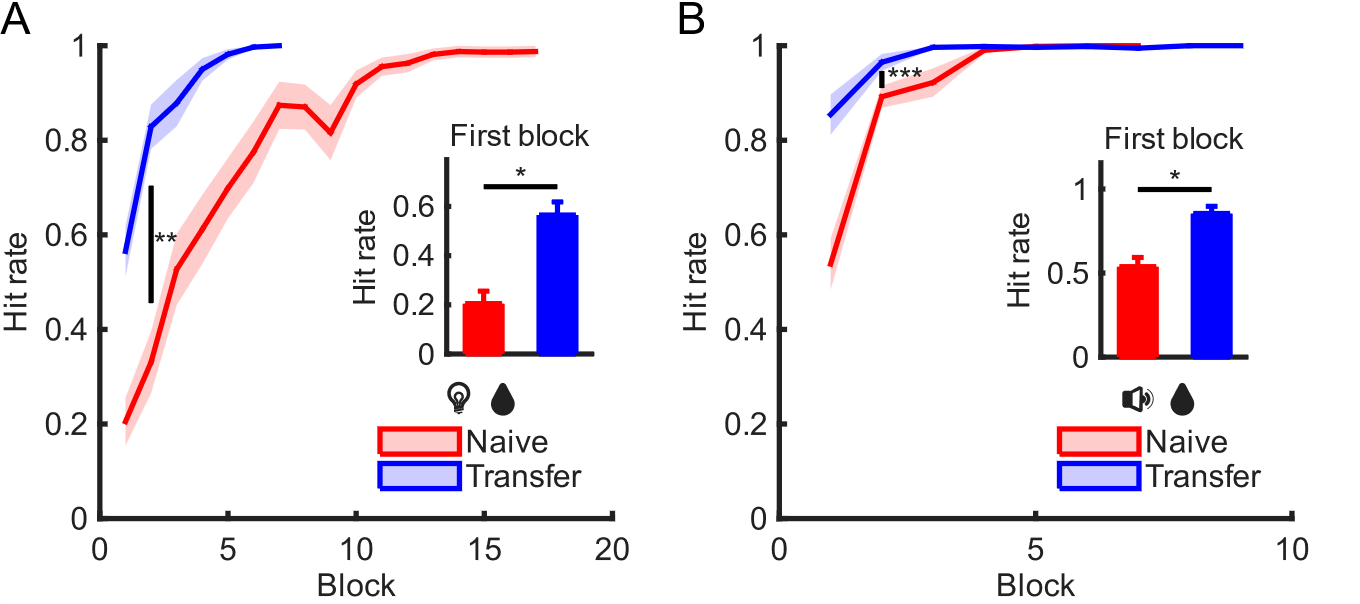 A
Hit rate
1
0.8
0.6
0.4
0.2
0
0
5
10
15
20
Block
**
First block
*
Hit rate
0.6
0.4
0.2
0
Naive
Transfer
B
Hit rate
1
0.8
0.6
0.4
0.2
0
0
5
10
Block
***
First block
*
Hit rate
1
0.5
0
Naive
Transfer